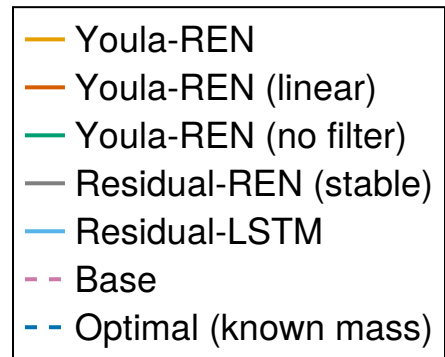 Youla-REN
Youla-REN (linear)
Youla-REN (no filter)
Residual-REN (stable)
Residual-LSTM
Base
Optimal (known mass)